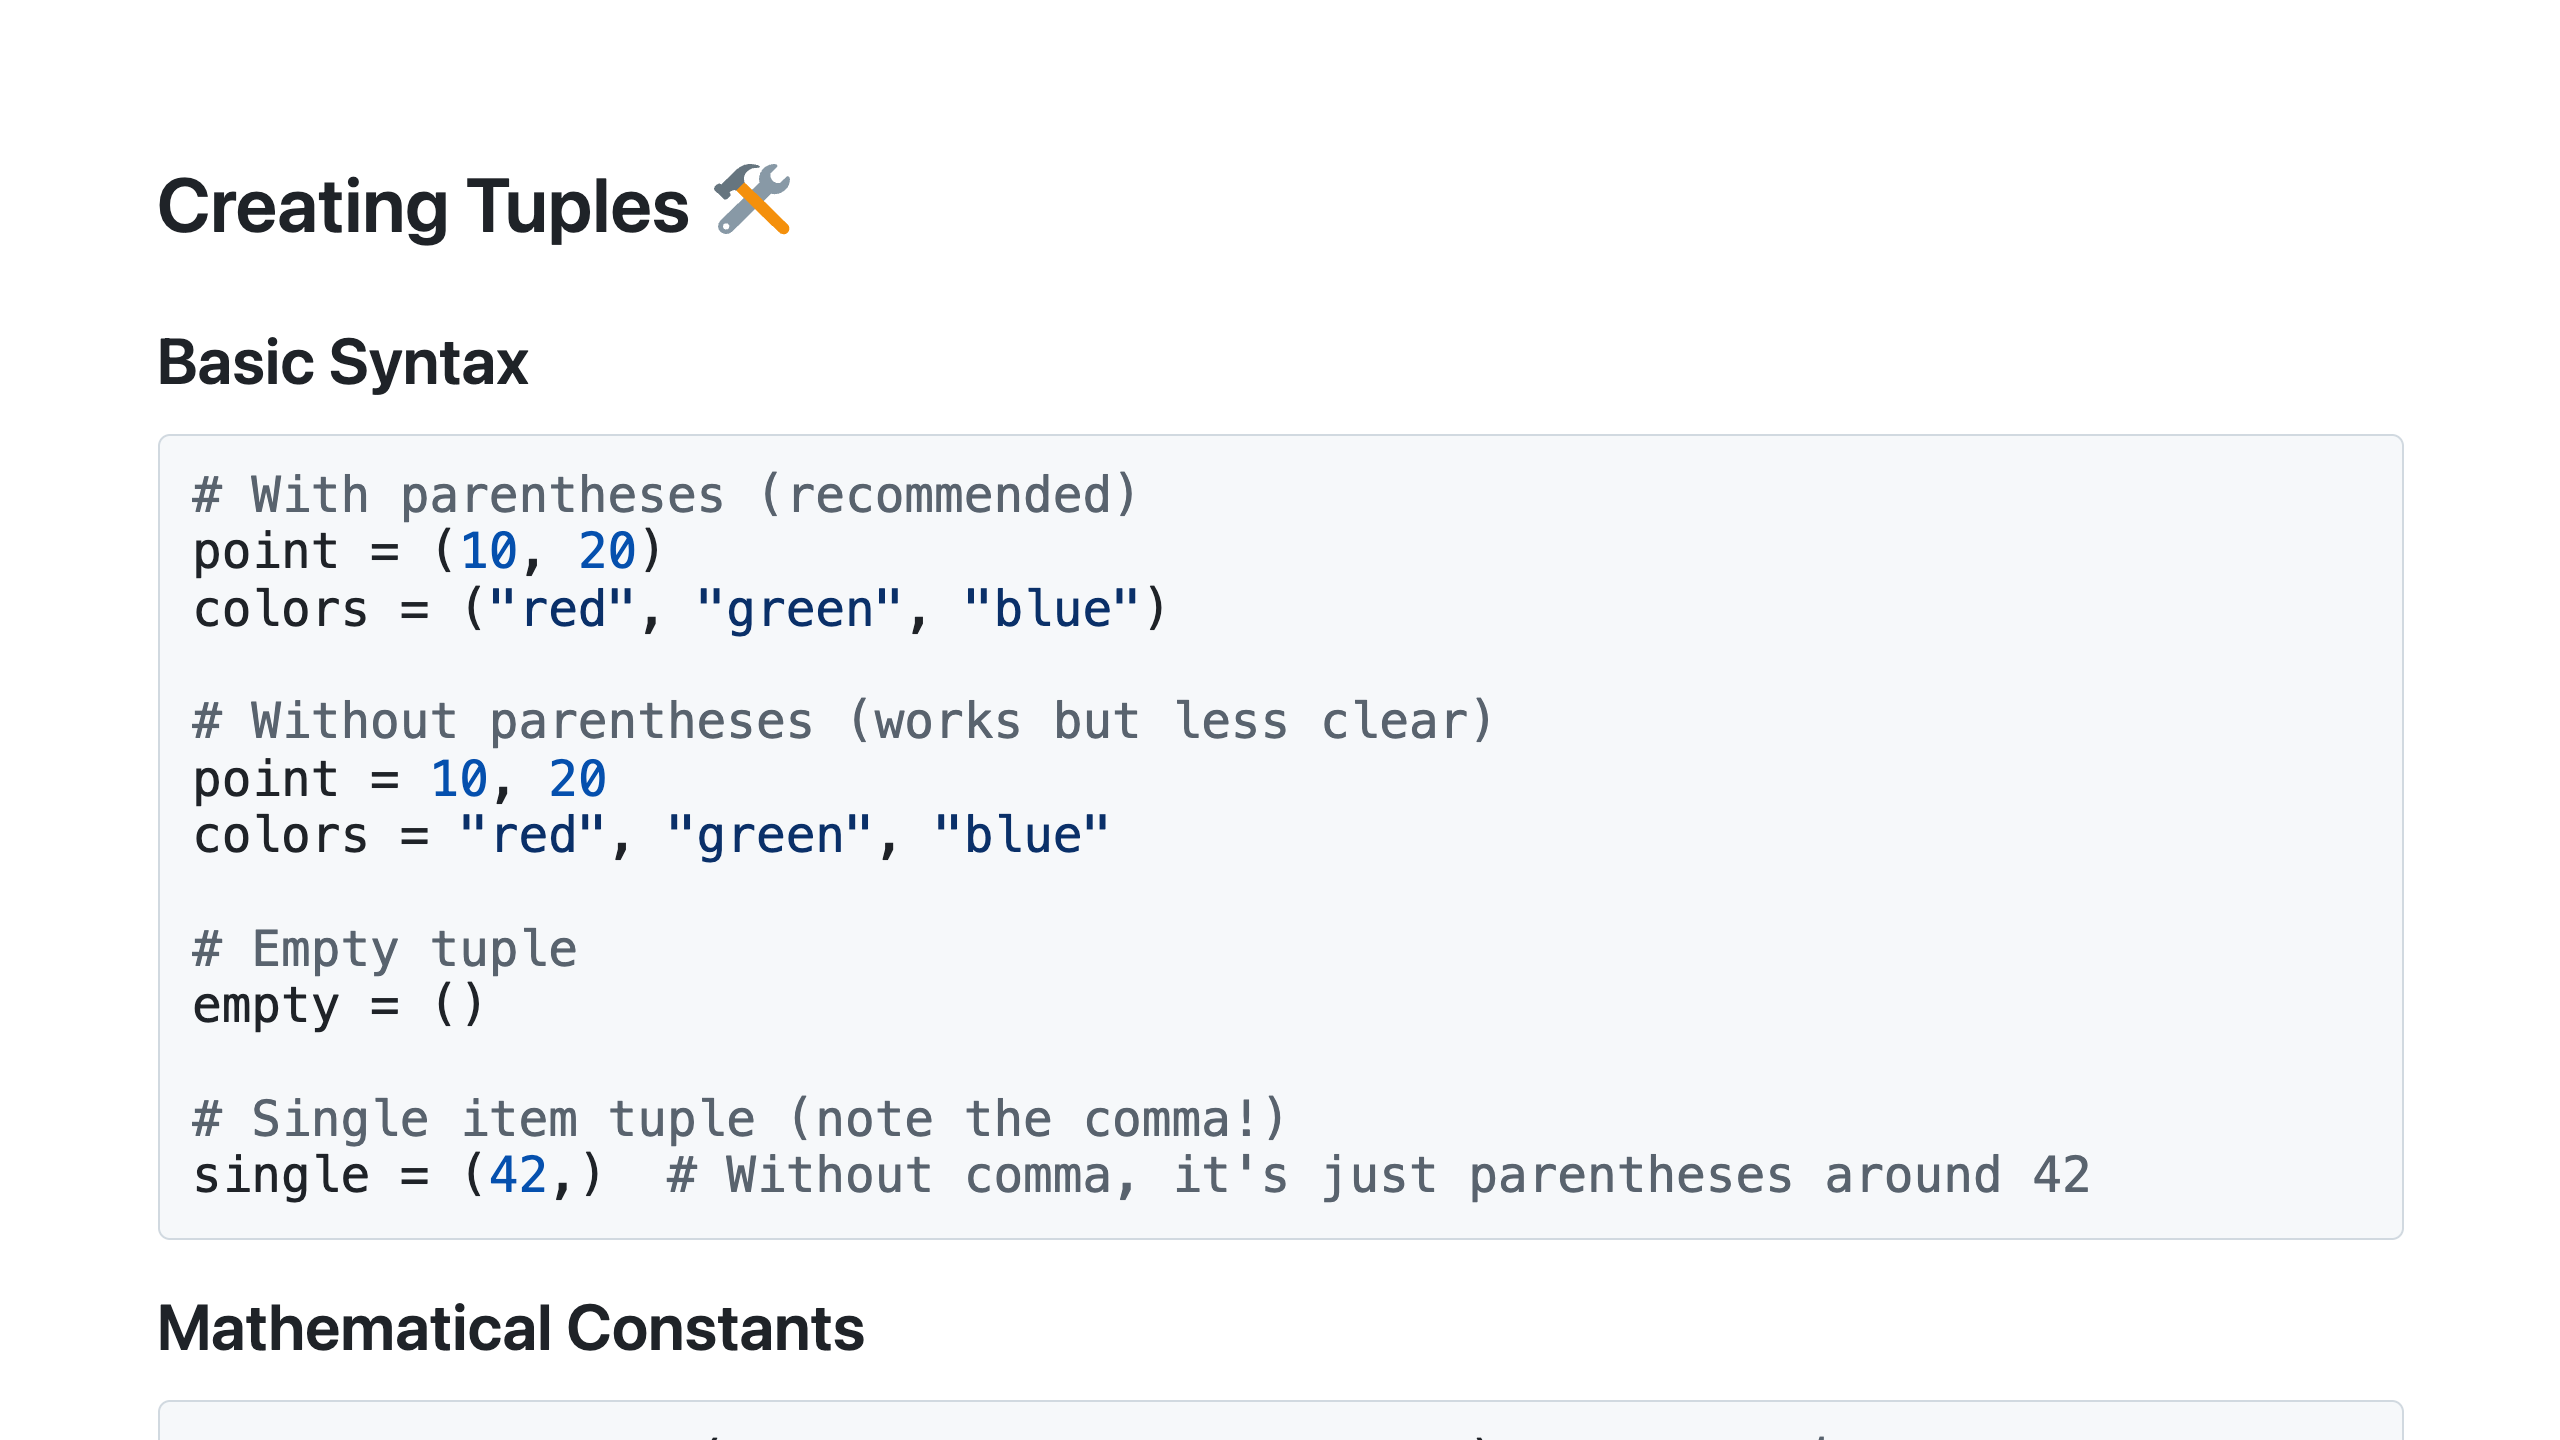 Creating Tuples 🛠️
Basic Syntax
# With parentheses (recommended)
point = (10, 20)
colors = ("red", "green", "blue")
# Without parentheses (works but less clear)
point = 10, 20
colors = "red", "green", "blue"
# Empty tuple
empty = ()
# Single item tuple (note the comma!)
single = (42,)  # Without comma, it's just parentheses around 42
Mathematical Constants